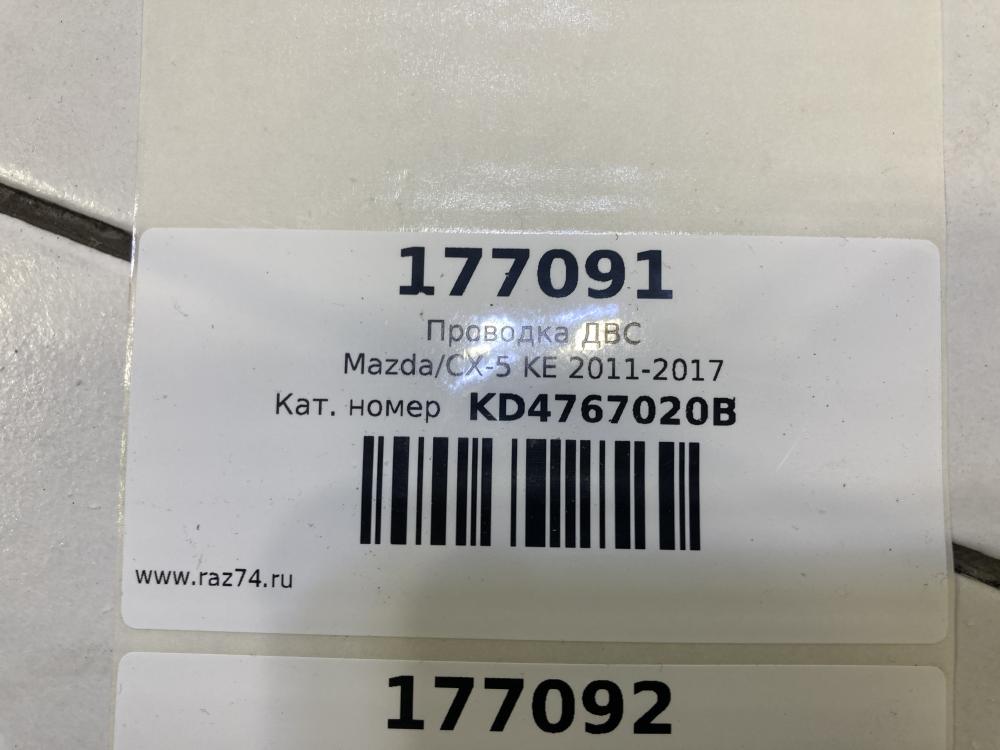 177091
Проводка ДВС
Mazda/CX-5 KE 2011-2017
Кат. номер KD4767020B
www.raz74.ru
177092